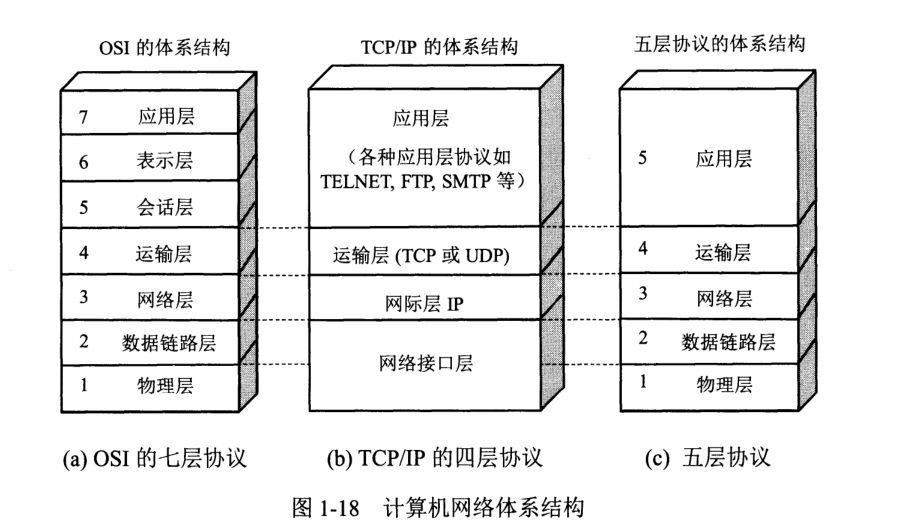 OSI 的体系结构
7 应用层
6 表示层
5 会话层
4 运输层
3 网络层
2 数据链路层
1 物理层
(a) OSI 的七层协议
TCP/IP 的体系结构
应用层
（各种应用层协议如
TELNET, FTP, SMTP 等）
运输层 (TCP 或 UDP)
网际层 IP
网络接口层
(b) TCP/IP 的四层协议
五层协议的体系结构
5 应用层
4 运输层
3 网络层
2 数据链路层
1 物理层
(c) 五层协议
图 1-18 计算机网络体系结构